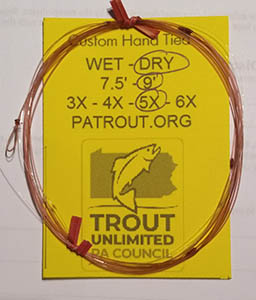 Custom Hand Tied
WET - DRY
7.5' - 9'
3X - 4X - 5X - 6X
PATROUT.ORG
TROUT
UNLIMITED
PA COUNCIL